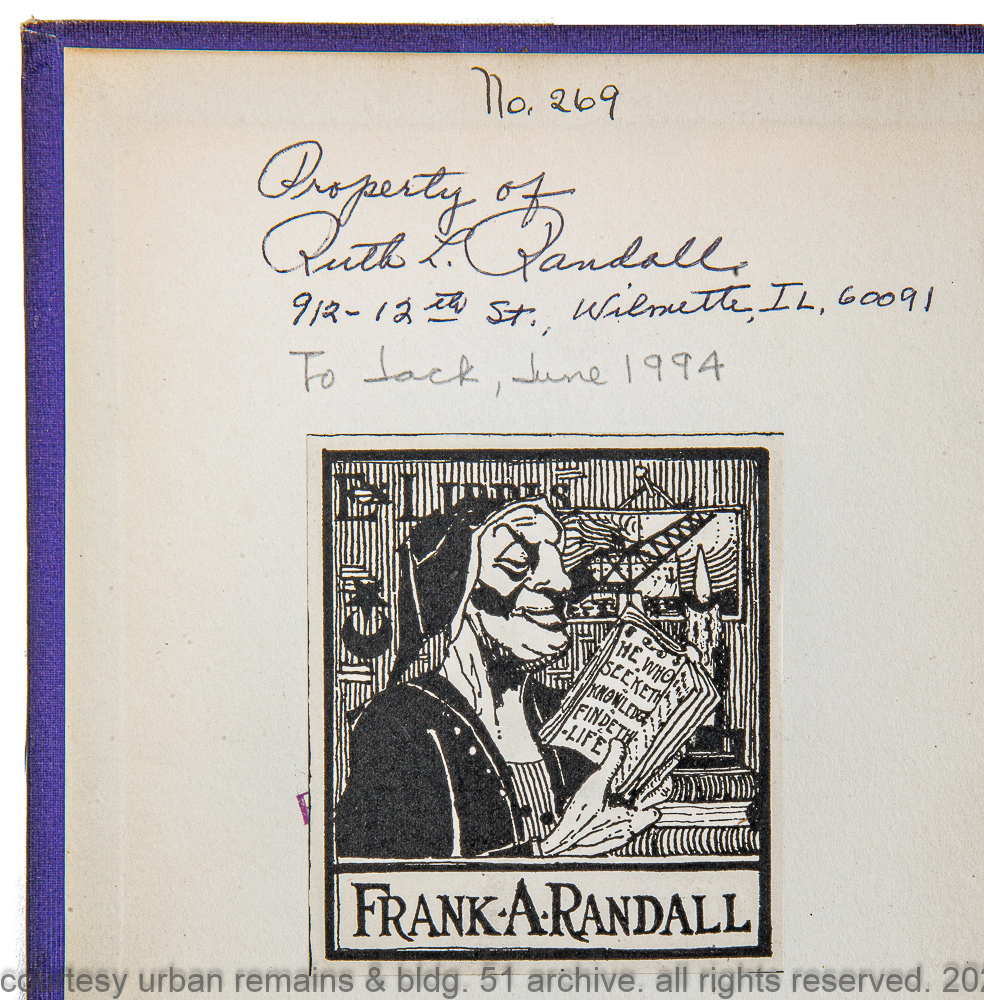 No. 269
Property of
Ruth L. Randall.
912-12th St., Wilmette, IL, 60091
To Jack, June 1994
EX LIBRIS
HE WHO
SEEKETH
KNOWLEDGE
FINDETH
·LIFE·
FRANK·A·RANDALL
courtesy urban remains & bldg. 51 archive. all rights reserved. 202